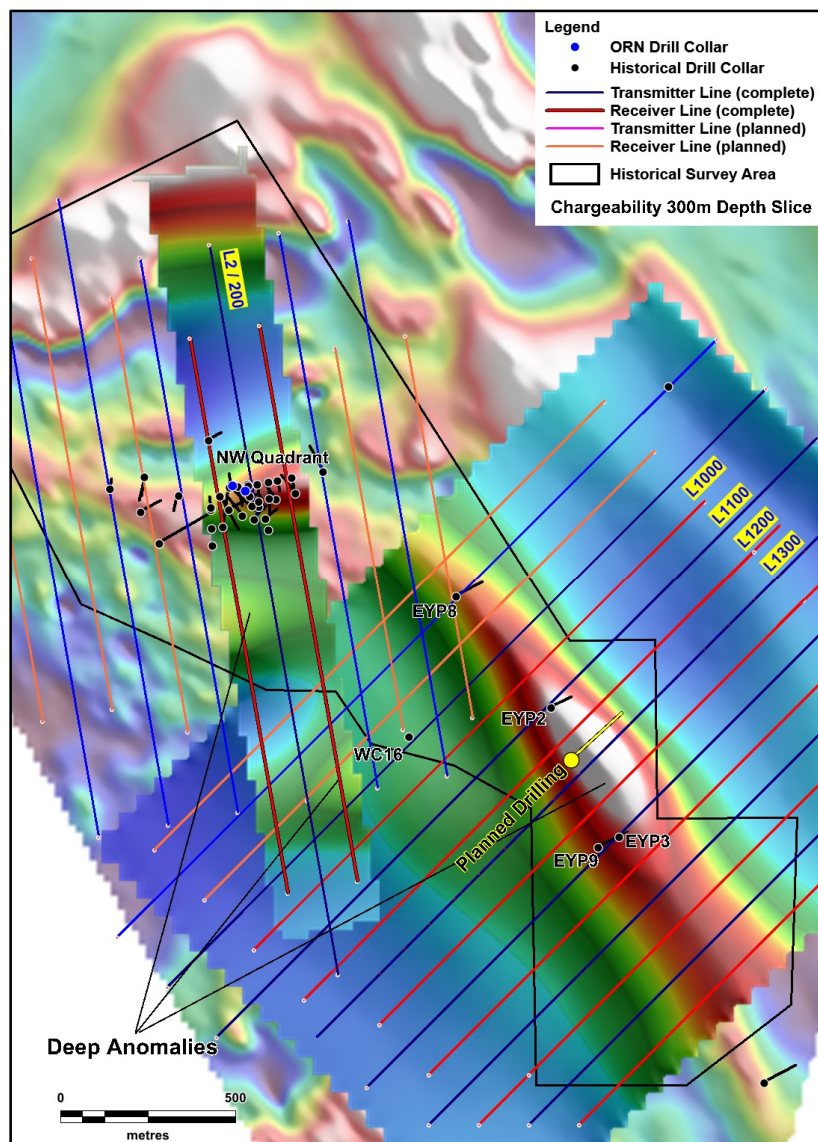 Legend
ORN Drill Collar
Historical Drill Collar
Transmitter Line (complete)
Receiver Line (complete)
Transmitter Line (planned)
Receiver Line (planned)
Historical Survey Area
Chargeability 300m Depth Slice
L2 / 200
NW Quadrant
L1000
L1100
L1200
L1300
EYP8
EYP2
WC16
Planned Drilling
EYP3
EYP9
Deep Anomalies
0 500
metres